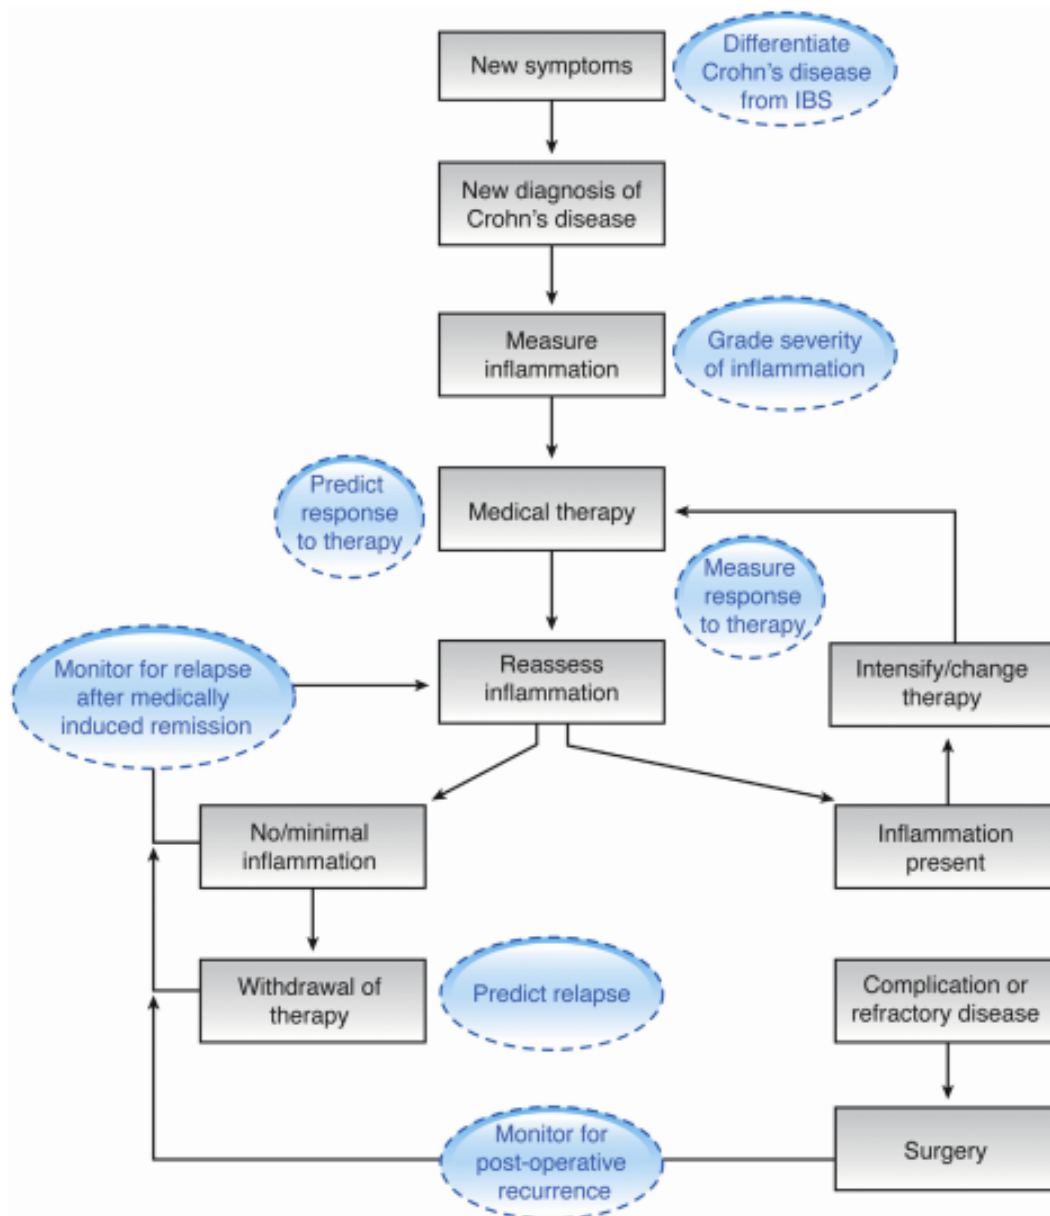 New symptoms
Differentiate
Crohn's disease
from IBS
New diagnosis of
Crohn's disease
Measure
inflammation
Grade severity
of inflammation
Predict
response
to therapy
Medical therapy
Measure
response
to therapy
Monitor for relapse
after medically
induced remission
Reassess
inflammation
Intensify/change
therapy
No/minimal
inflammation
Inflammation
present
Withdrawal of
therapy
Predict relapse
Complication or
refractory disease
Monitor for
post-operative
recurrence
Surgery